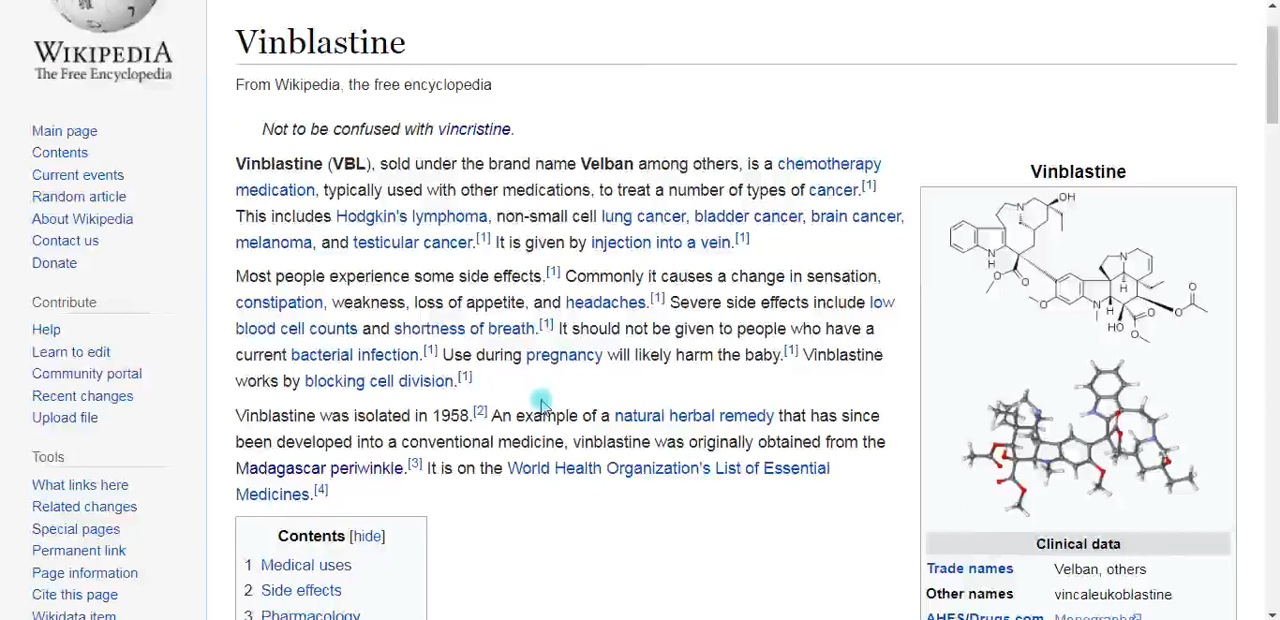 WIKIPEDIA
The Free Encyclopedia
Main page
Contents
Current events
Random article
About Wikipedia
Contact us
Donate
Contribute
Help
Learn to edit
Community portal
Recent changes
Upload file
Tools
What links here
Related changes
Special pages
Permanent link
Page information
Cite this page
Wikidata item
Vinblastine
From Wikipedia, the free encyclopedia
Not to be confused with vincristine.
Vinblastine (VBL), sold under the brand name Velban among others, is a chemotherapy
medication, typically used with other medications, to treat a number of types of cancer.[1]
This includes Hodgkin's lymphoma, non-small cell lung cancer, bladder cancer, brain cancer,
melanoma, and testicular cancer.[1] It is given by injection into a vein.[1]
Most people experience some side effects.[1] Commonly it causes a change in sensation,
constipation, weakness, loss of appetite, and headaches.[1] Severe side effects include low
blood cell counts and shortness of breath.[1] It should not be given to people who have a
current bacterial infection.[1] Use during pregnancy will likely harm the baby.[1] Vinblastine
works by blocking cell division.[1]
Vinblastine was isolated in 1958.[2] An example of a natural herbal remedy that has since
been developed into a conventional medicine, vinblastine was originally obtained from the
Madagascar periwinkle.[3] It is on the World Health Organization's List of Essential
Medicines.[4]
Contents [hide]
1 Medical uses
2 Side effects
3 Pharmacology
Vinblastine
OH
N
N
H
O
O
N
H
O
N
H
O
O
HO
O
O
Clinical data
Trade names Velban, others
Other names vincaleukoblastine
AHFS/Drugs.com Monograph